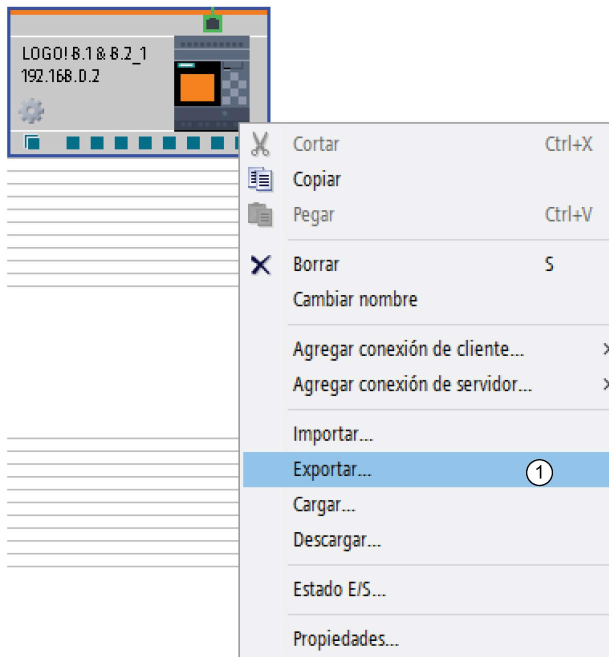 LOGO! 8.1 & 8.2_1
192.168.0.2
Cortar Ctrl+X
Copiar
Pegar Ctrl+V
Borrar S
Cambiar nombre
Agregar conexión de cliente...
Agregar conexión de servidor...
Importar...
Exportar... 1
Cargar...
Descargar...
Estado E/S...
Propiedades...